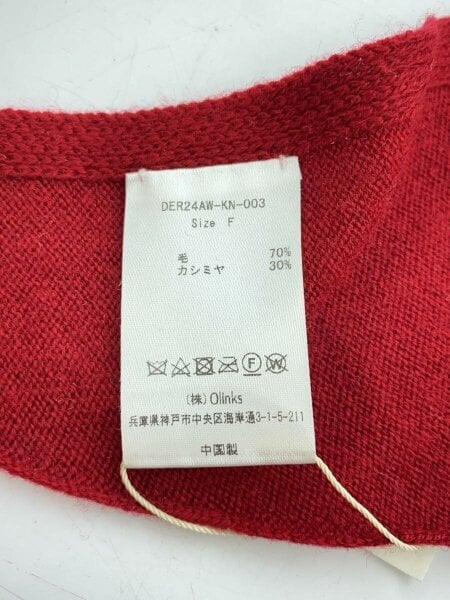 DER24AW-KN-003
Size F
毛 70%
カシミヤ 30%
F W
(株) Olinks
兵庫県神戸市中央区海岸通3-1-5-211
中国製